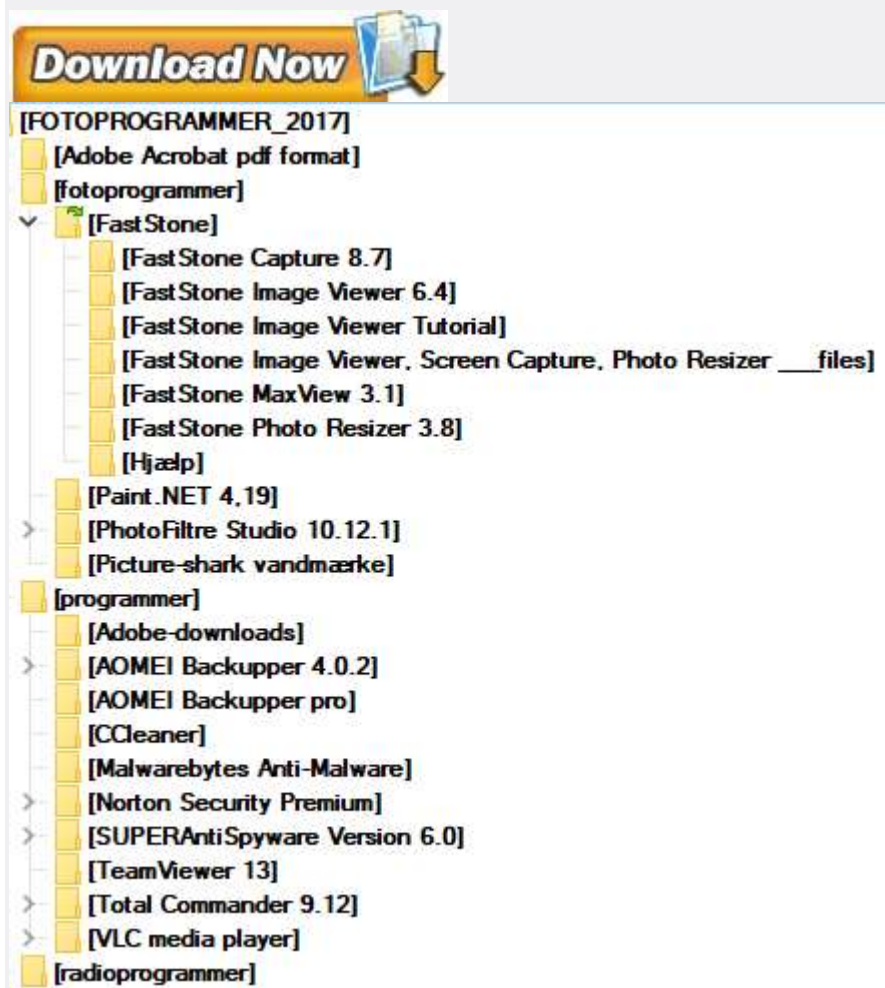 Download Now
[FOTOPROGRAMMER_2017]
[Adobe Acrobat pdf format]
[fotoprogrammer]
[FastStone]
[FastStone Capture 8.7]
[FastStone Image Viewer 6.4]
[FastStone Image Viewer Tutorial]
[FastStone Image Viewer, Screen Capture, Photo Resizer ___files]
[FastStone MaxView 3.1]
[FastStone Photo Resizer 3.8]
[Hjælp]
[Paint.NET 4,19]
[PhotoFiltre Studio 10.12.1]
[Picture-shark vandmærke]
[programmer]
[Adobe-downloads]
[AOMEI Backupper 4.0.2]
[AOMEI Backupper pro]
[CCleaner]
[Malwarebytes Anti-Malware]
[Norton Security Premium]
[SUPERAntiSpyware Version 6.0]
[TeamViewer 13]
[Total Commander 9.12]
[VLC media player]
[radioprogrammer]